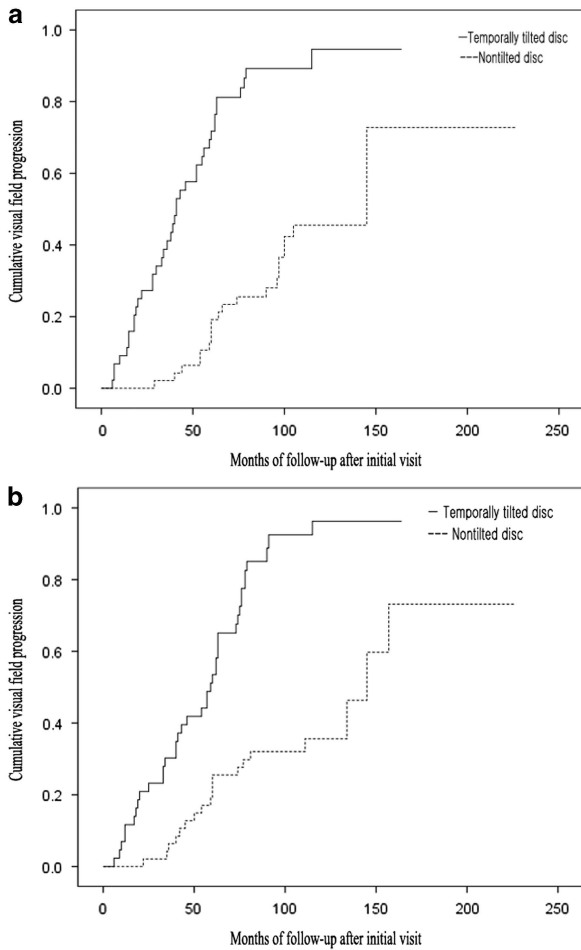 a
1.0
0.8
0.6
0.4
0.2
0.0
Cumulative visual field progression
—Temporally tilted disc
----Nontilted disc
0 50 100 150 200 250
Months of follow-up after initial visit
b
1.0
0.8
0.6
0.4
0.2
0.0
Cumulative visual field progression
— Temporally tilted disc
---- Nontilted disc
0 50 100 150 200 250
Months of follow-up after initial visit